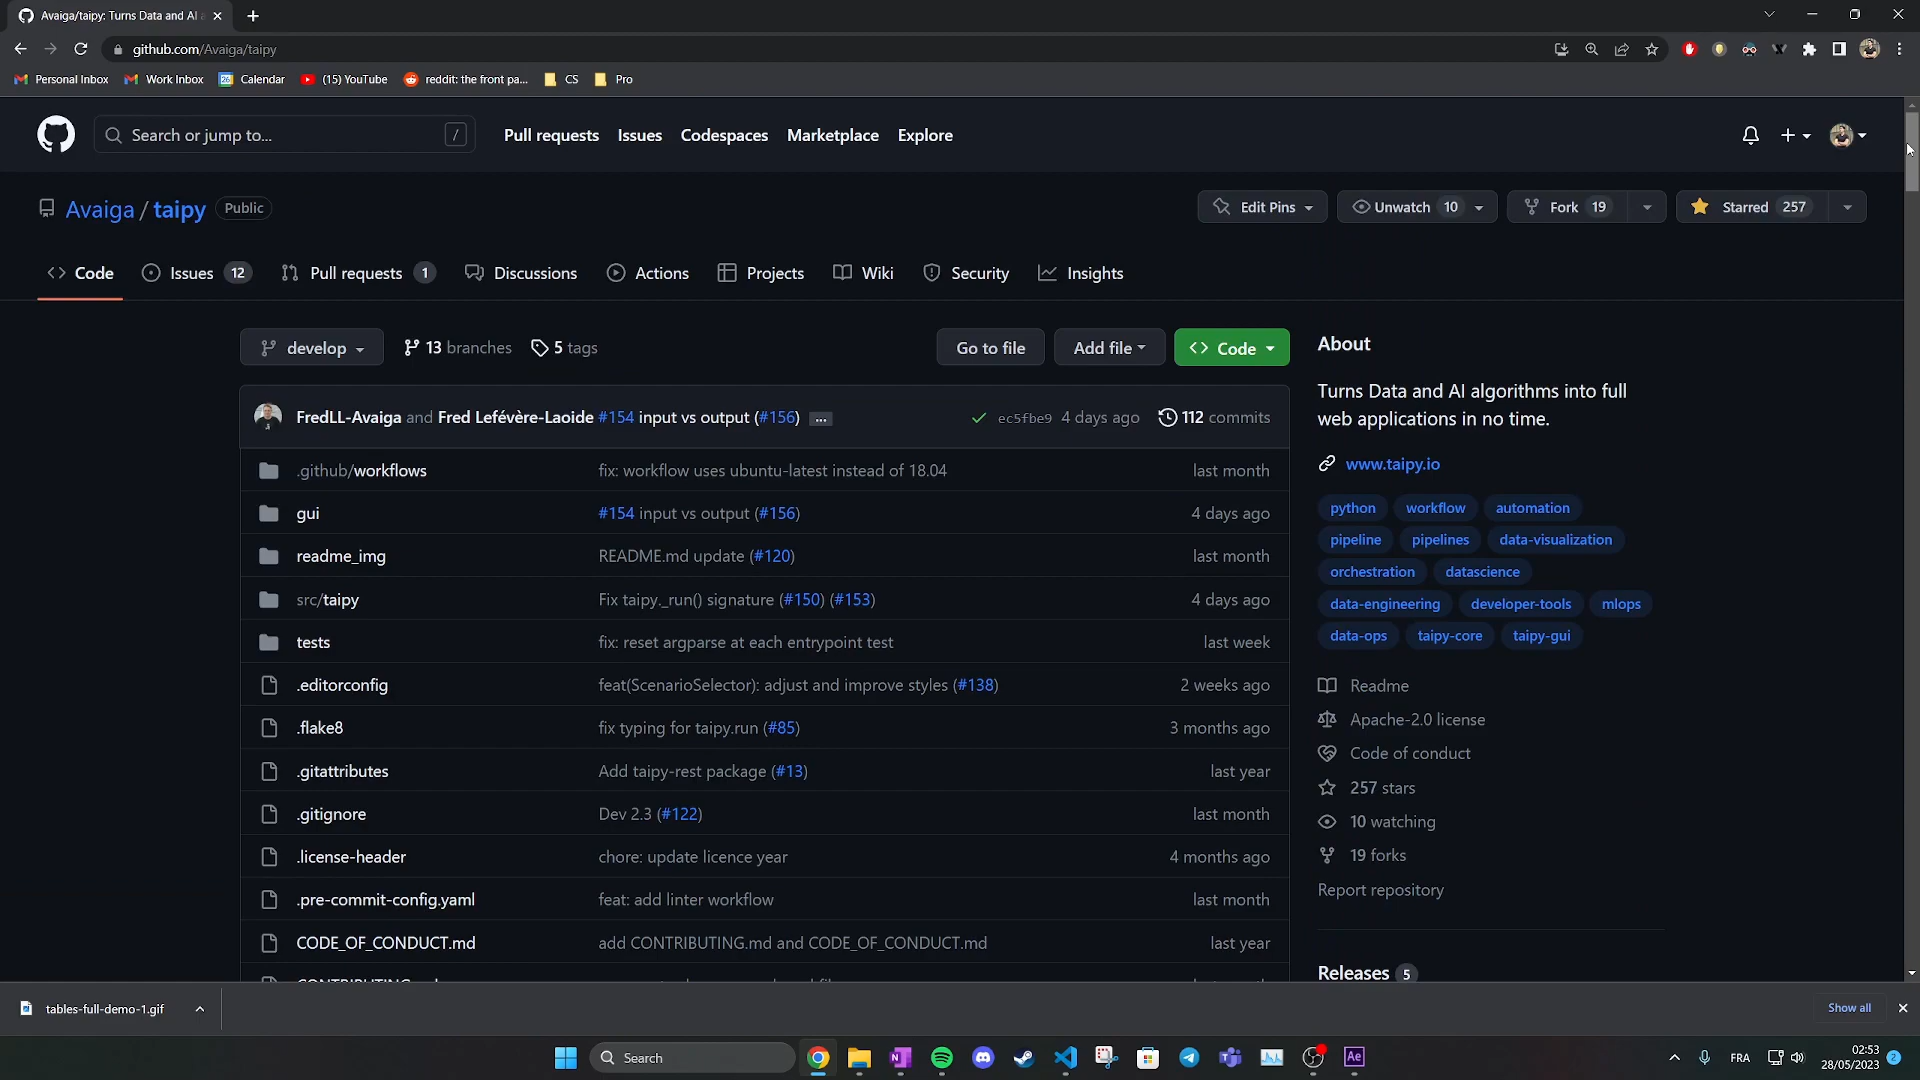 Avaiga/taipy: Turns Data and AI a
github.com/Avaiga/taipy
Personal Inbox Work Inbox 26 Calendar (15) YouTube reddit: the front pa... CS Pro
Search or jump to... / Pull requests Issues Codespaces Marketplace Explore
Avaiga / taipy Public Edit Pins Unwatch 10 Fork 19 Starred 257
Code Issues 12 Pull requests 1 Discussions Actions Projects Wiki Security Insights
develop 13 branches 5 tags Go to file Add file Code
FredLL-Avaiga and Fred Lefévère-Laoide #154 input vs output (#156) ... ec5fbe9 4 days ago 112 commits
.github/workflows fix: workflow uses ubuntu-latest instead of 18.04 last month
gui #154 input vs output (#156) 4 days ago
readme_img README.md update (#120) last month
src/taipy Fix taipy._run() signature (#150) (#153) 4 days ago
tests fix: reset argparse at each entrypoint test last week
.editorconfig feat(ScenarioSelector): adjust and improve styles (#138) 2 weeks ago
.flake8 fix typing for taipy.run (#85) 3 months ago
.gitattributes Add taipy-rest package (#13) last year
.gitignore Dev 2.3 (#122) last month
.license-header chore: update licence year 4 months ago
.pre-commit-config.yaml feat: add linter workflow last month
CODE_OF_CONDUCT.md add CONTRIBUTING.md and CODE_OF_CONDUCT.md last year
About
Turns Data and AI algorithms into full
web applications in no time.
www.taipy.io
python workflow automation
pipeline pipelines data-visualization
orchestration datascience
data-engineering developer-tools mlops
data-ops taipy-core taipy-gui
Readme
Apache-2.0 license
Code of conduct
257 stars
10 watching
19 forks
Report repository
Releases 5
tables-full-demo-1.gif Show all
Search Ae FRA 02:53
28/05/2023 2